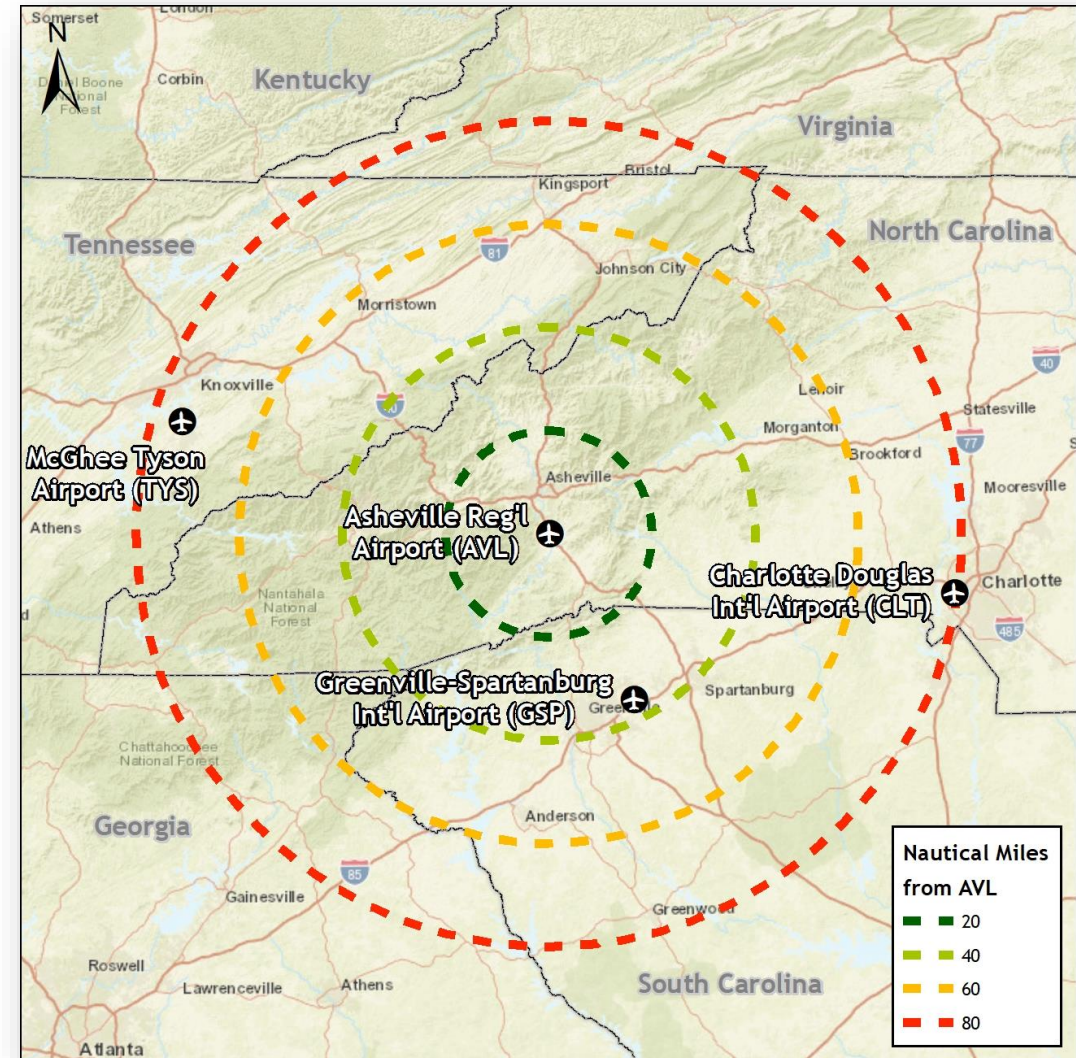 London
Somerset
N
Corbin
Kentucky
Daniel Boone
National
Forest
Virginia
Bristol
Kingsport
Tennessee
North Carolina
81
Johnson City
Morristown
40
Knoxville
Lenoir
40
Statesville
Morganton
77
McGhee Tyson
Airport (TYS)
Brookford
Asheville
Mooresville
Asheville Reg'l
Airport (AVL)
Athens
Charlotte Douglas
Int'l Airport (CLT)
Charlotte
Nantahala
National
Forest
485
Greenville-Spartanburg
Int'l Airport (GSP)
Spartanburg
Chattahoochee
National Forest
Anderson
Georgia
85
Gainesville
Greenwood
Roswell
Lawrenceville
Athens
South Carolina
Atlanta
Nautical Miles
from AVL
20
40
60
80